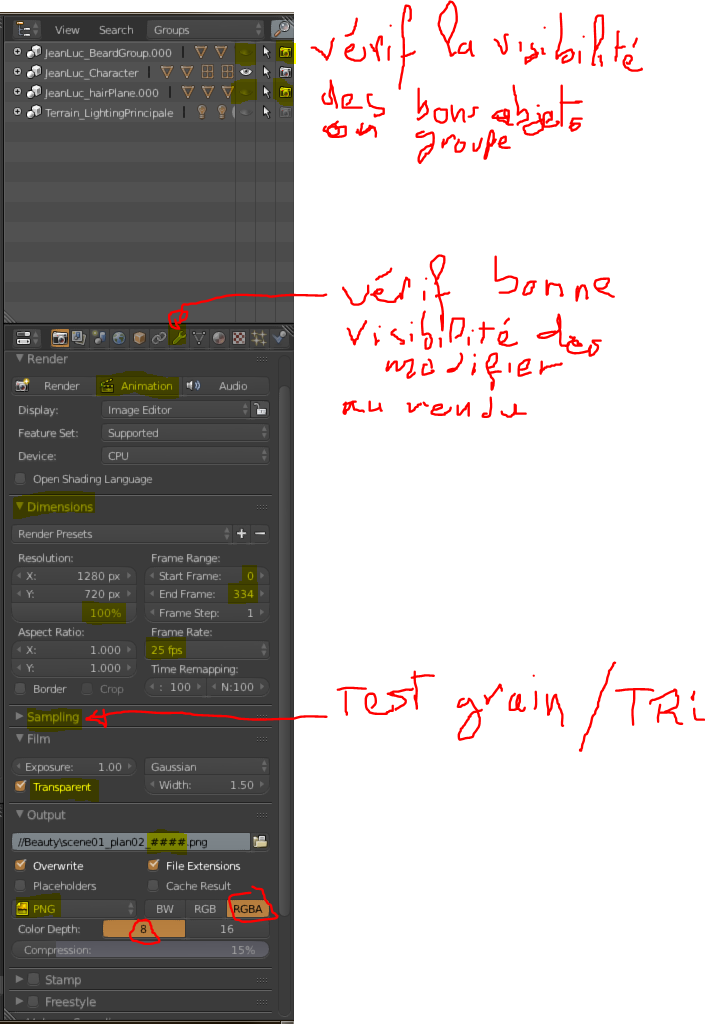 View Search Groups
JeanLuc_BeardGroup.000
JeanLuc_Character
JeanLuc_hairPlane.000
Terrain_LightingPrincipale
vérif la visibilité
des bons objets
ou groupe
vérif bonne
visibilité des
modifier
au rendu
Render
Render Animation Audio
Display: Image Editor
Feature Set: Supported
Device: CPU
Open Shading Language
Dimensions
Render Presets
Resolution: Frame Range:
X: 1280 px Start Frame: 0
Y: 720 px End Frame: 334
100% Frame Step: 1
Aspect Ratio: Frame Rate:
X: 1.000 25 fps
Y: 1.000 Time Remapping:
Border Crop : 100 N:100
Sampling
Test grain / TRi
Film
Exposure: 1.00 Gaussian
Transparent Width: 1.50
Output
//Beauty\scene01_plan02_####.png
Overwrite File Extensions
Placeholders Cache Result
PNG BW RGB RGBA
Color Depth: 8 16
Compression: 15%
Stamp
Freestyle